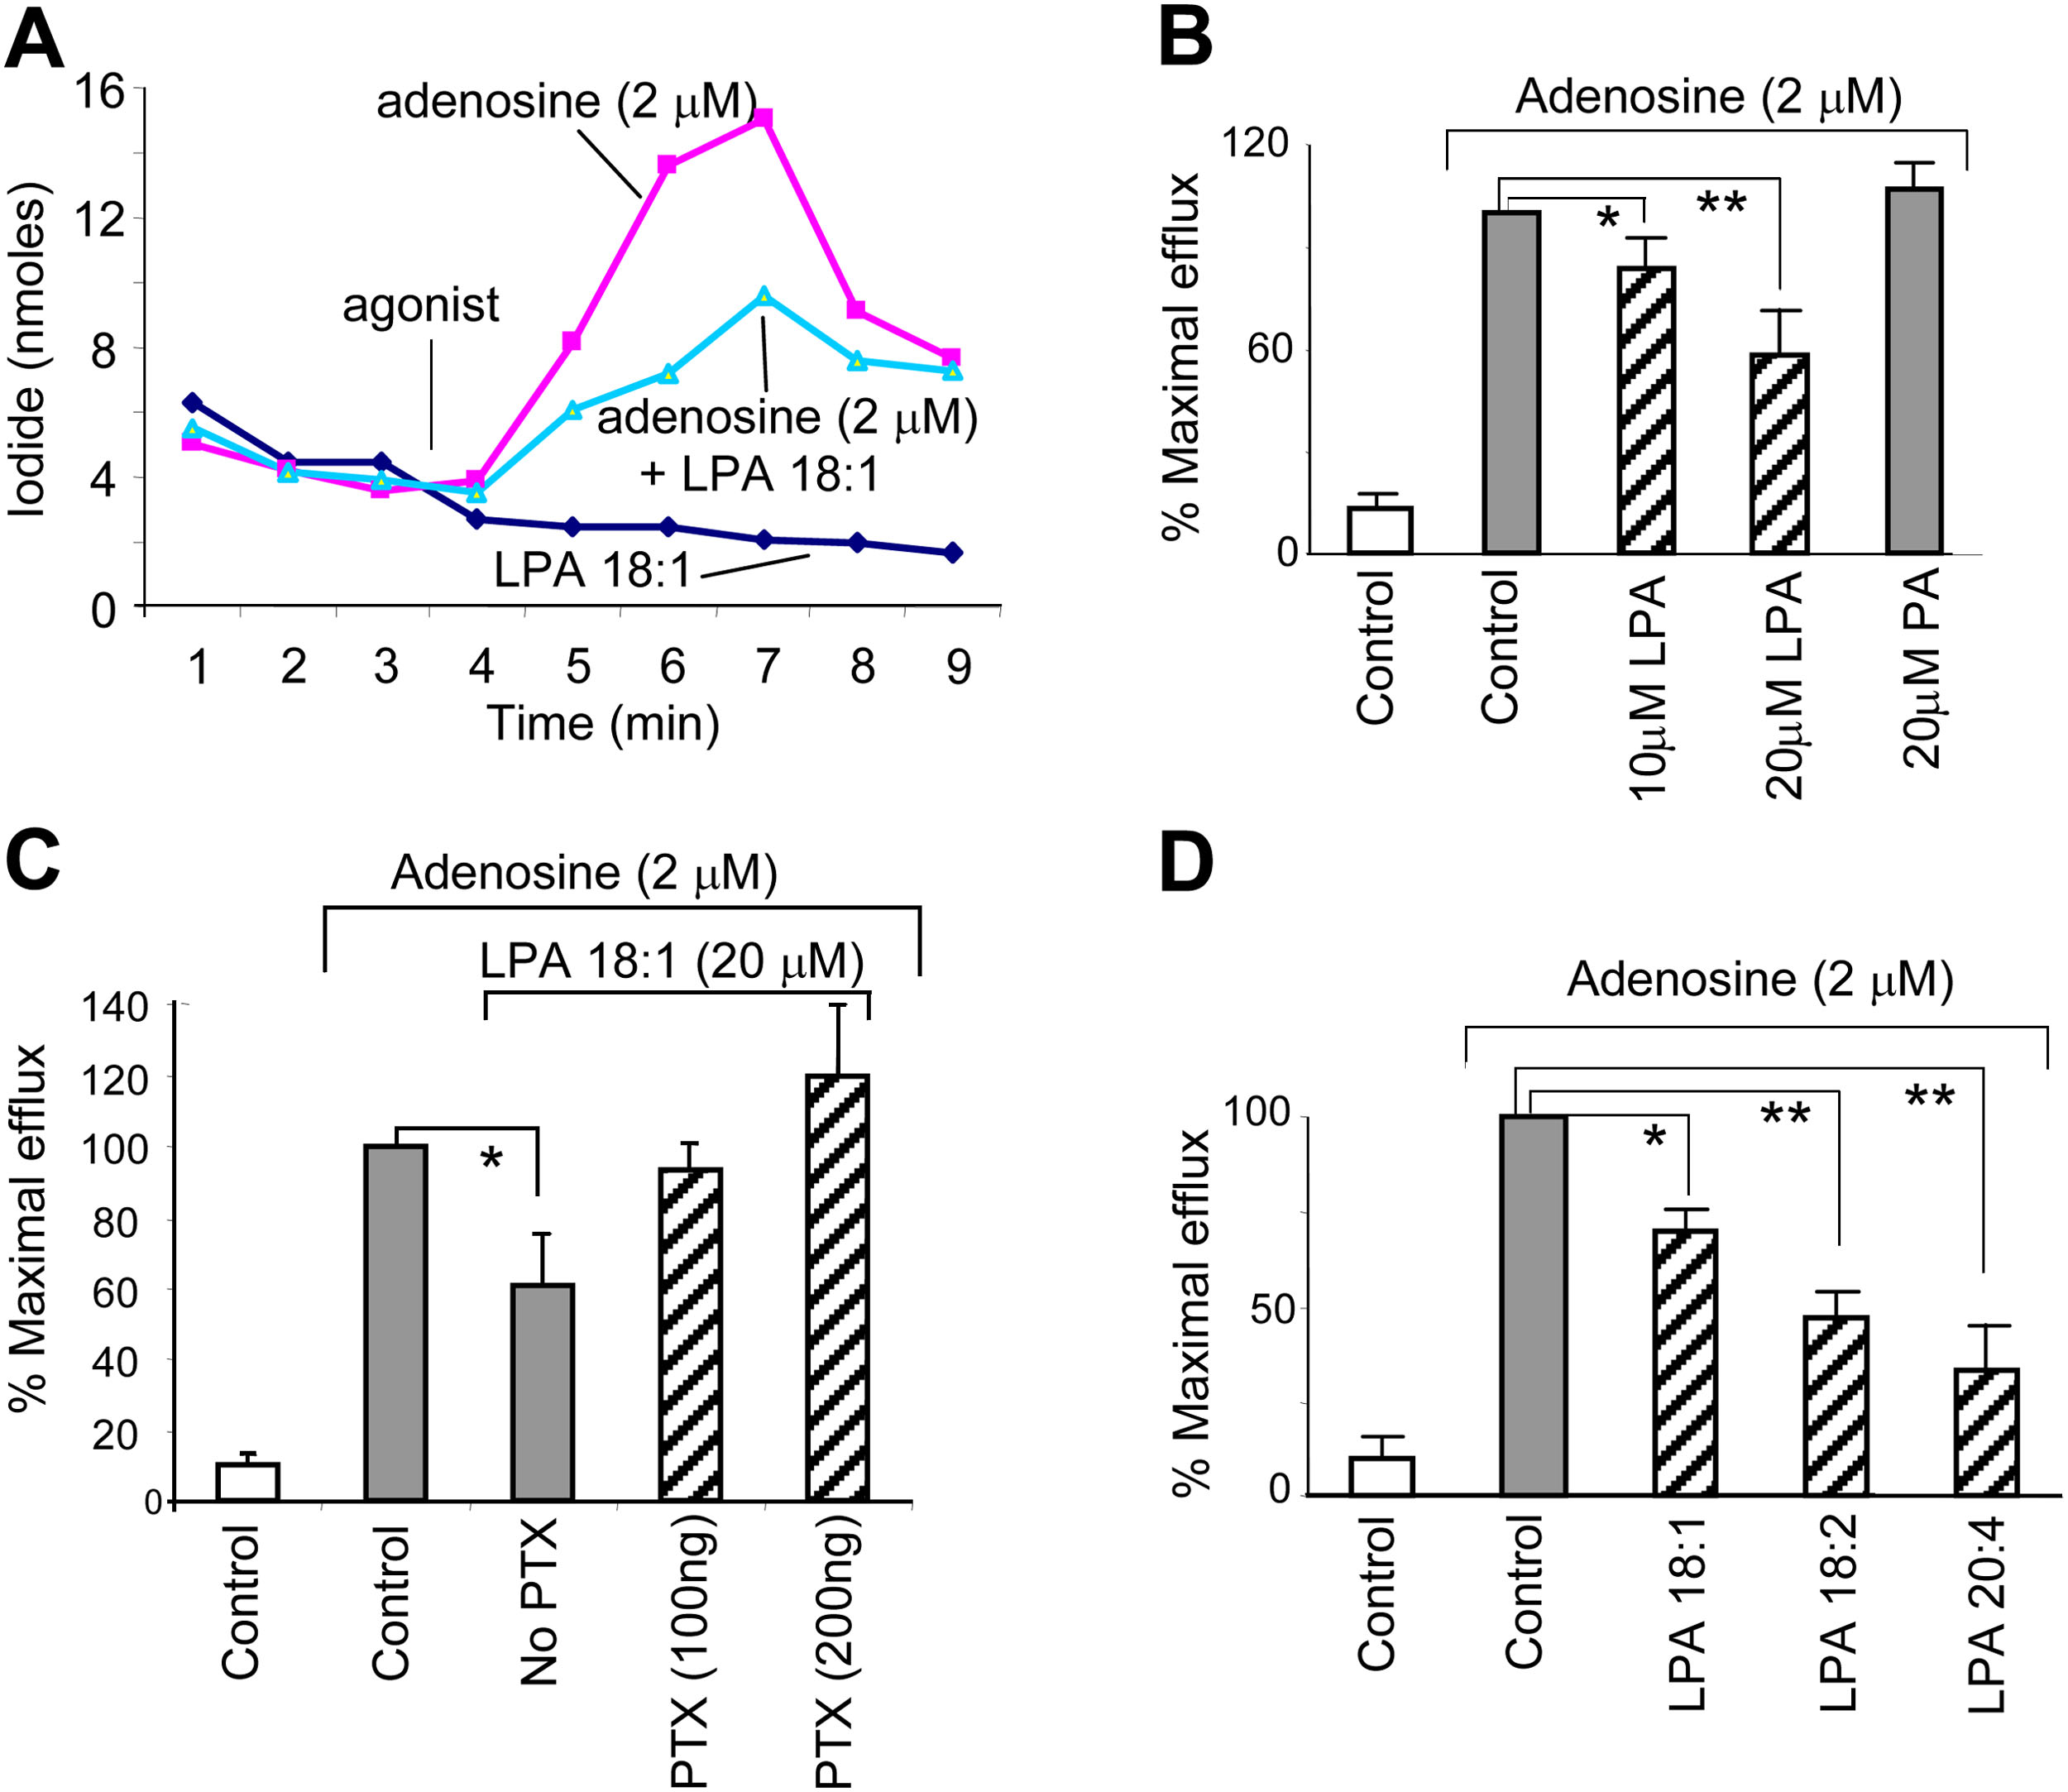 A
adenosine (2 µM)
agonist
adenosine (2 µM)
+ LPA 18:1
LPA 18:1
Iodide (nmoles)
16
12
8
4
0
1 2 3 4 5 6 7 8 9
Time (min)
B
Adenosine (2 µM)
% Maximal efflux
120
60
0
*
**
Control
Control
10µM LPA
20µM LPA
20µM PA
C
Adenosine (2 µM)
LPA 18:1 (20 µM)
% Maximal efflux
140
120
100
80
60
40
20
0
*
Control
Control
No PTX
PTX (100ng)
PTX (200ng)
D
Adenosine (2 µM)
% Maximal efflux
100
50
0
*
**
**
Control
Control
LPA 18:1
LPA 18:2
LPA 20:4